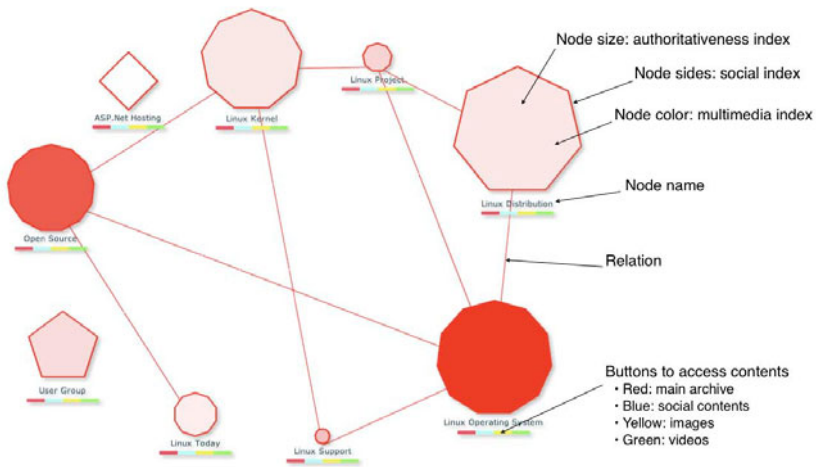 Node size: authoritativeness index
Node sides: social index
Linux Project
ASP.Net Hosting
Linux Kernel
Node color: multimedia index
Node name
Linux Distribution
Open Source
Relation
User Group
Buttons to access contents
• Red: main archive
• Blue: social contents
• Yellow: images
• Green: videos
Linux Operating System
Linux Today
Linux Support